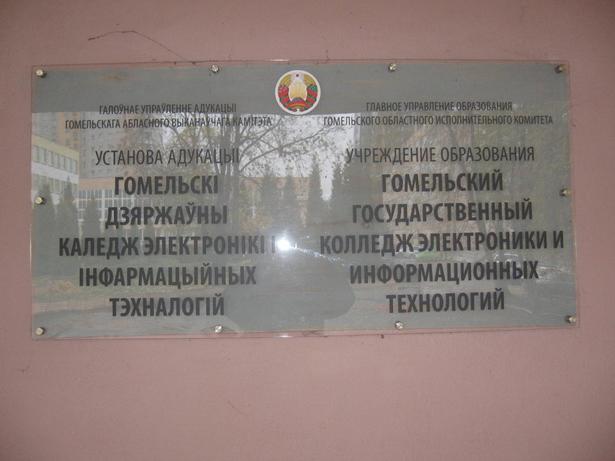 ГАЛОЎНАЕ УПРАЎЛЕННЕ АДУКАЦЫІ
ГОМЕЛЬСКАГА АБЛАСНОГА ВЫКАНАЎЧАГА КАМІТЭТА
УСТАНОВА АДУКАЦЫІ
ГОМЕЛЬСКІ
ДЗЯРЖАЎНЫ
КАЛЕДЖ ЭЛЕКТРОНІКІ І
ІНФАРМАЦЫЙНЫХ
ТЭХНАЛОГІЙ
ГЛАВНОЕ УПРАВЛЕНИЕ ОБРАЗОВАНИЯ
ГОМЕЛЬСКОГО ОБЛАСТНОГО ИСПОЛНИТЕЛЬНОГО КОМИТЕТА
УЧРЕЖДЕНИЕ ОБРАЗОВАНИЯ
ГОМЕЛЬСКИЙ
ГОСУДАРСТВЕННЫЙ
КОЛЛЕДЖ ЭЛЕКТРОНИКИ И
ИНФОРМАЦИОННЫХ
ТЕХНОЛОГИЙ